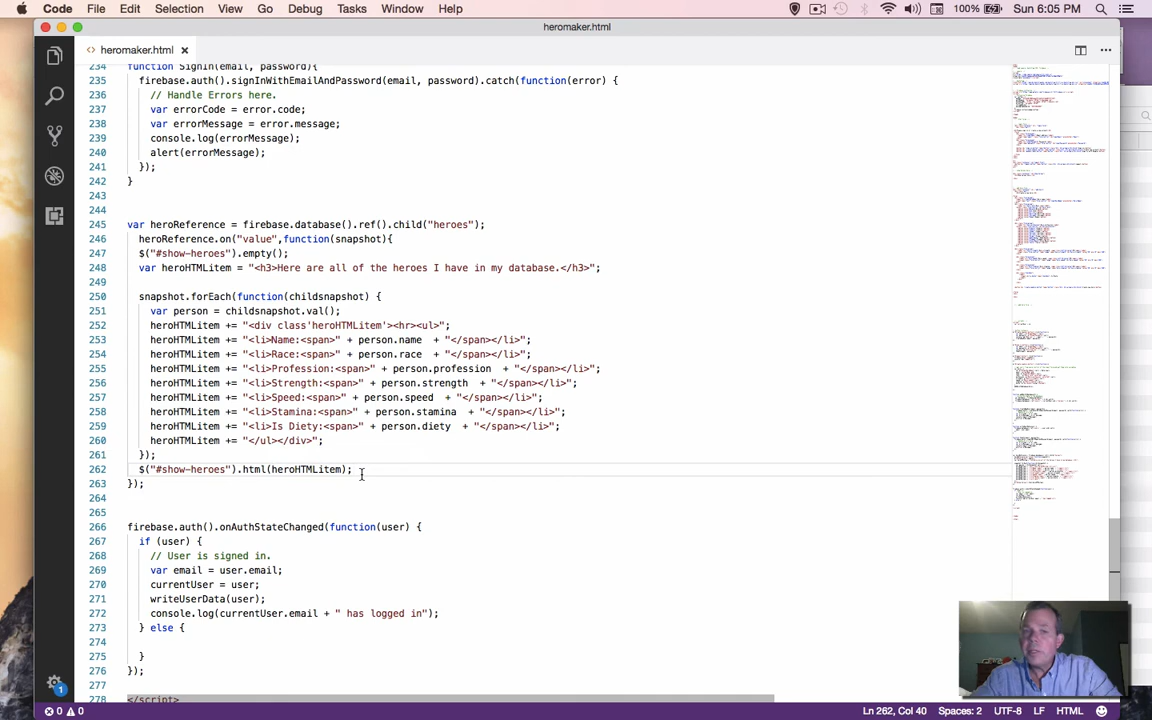 Code File Edit Selection View Go Debug Tasks Window Help 100% Sun 6:05 PM
heromaker.html
<> heromaker.html
234 function SignIn(email, password){
235 firebase.auth().signInWithEmailAndPassword(email, password).catch(function(error) {
236 // Handle Errors here.
237 var errorCode = error.code;
238 var errorMessage = error.message;
239 console.log(errorMessage);
240 alert(errorMessage);
241 });
242 }
243
244
245 var heroReference = firebase.database().ref().child("heroes");
246 heroReference.on("value",function(snapshot){
247 $("#show-heroes").empty();
248 var heroHTMLitem = "<h3>Here are all of the heroes I have in my database.</h3>";
249
250 snapshot.forEach(function(childsnapshot) {
251 var person = childsnapshot.val();
252 heroHTMLitem += "<div class'heroHTMLitem'><hr><ul>";
253 heroHTMLitem += "<li>Name:<span>" + person.name + "</span></li>;
254 heroHTMLitem += "<li>Race:<span>" + person.race + "</span></li>;
255 heroHTMLitem += "<li>Profession:<span>" + person.profession + "</span></li>;
256 heroHTMLitem += "<li>Strength:<span>" + person.strength + "</span></li>;
257 heroHTMLitem += "<li>Speed:<span>" + person.speed + "</span></li>;
258 heroHTMLitem += "<li>Stamina:<span>" + person.stamina + "</span></li>;
259 heroHTMLitem += "<li>Is Diety:<span>" + person.diety + "</span></li>;
260 heroHTMLitem += "</ul></div>";
261 });
262 $("#show-heroes").html(heroHTMLitem);
263 });
264
265
266 firebase.auth().onAuthStateChanged(function(user) {
267 if (user) {
268 // User is signed in.
269 var email = user.email;
270 currentUser = user;
271 writeUserData(user);
272 console.log(currentUser.email + " has logged in");
273 } else {
274
275 }
276 });
277
278 </script>
1
0 0 Ln 262, Col 40 Spaces: 2 UTF-8 LF HTML